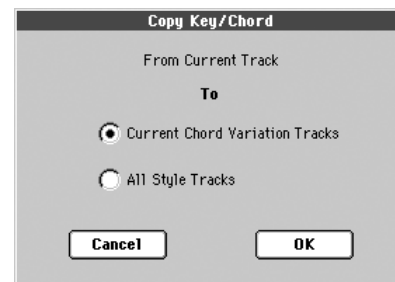 Copy Key/Chord
From Current Track
To
Current Chord Variation Tracks
All Style Tracks
Cancel OK